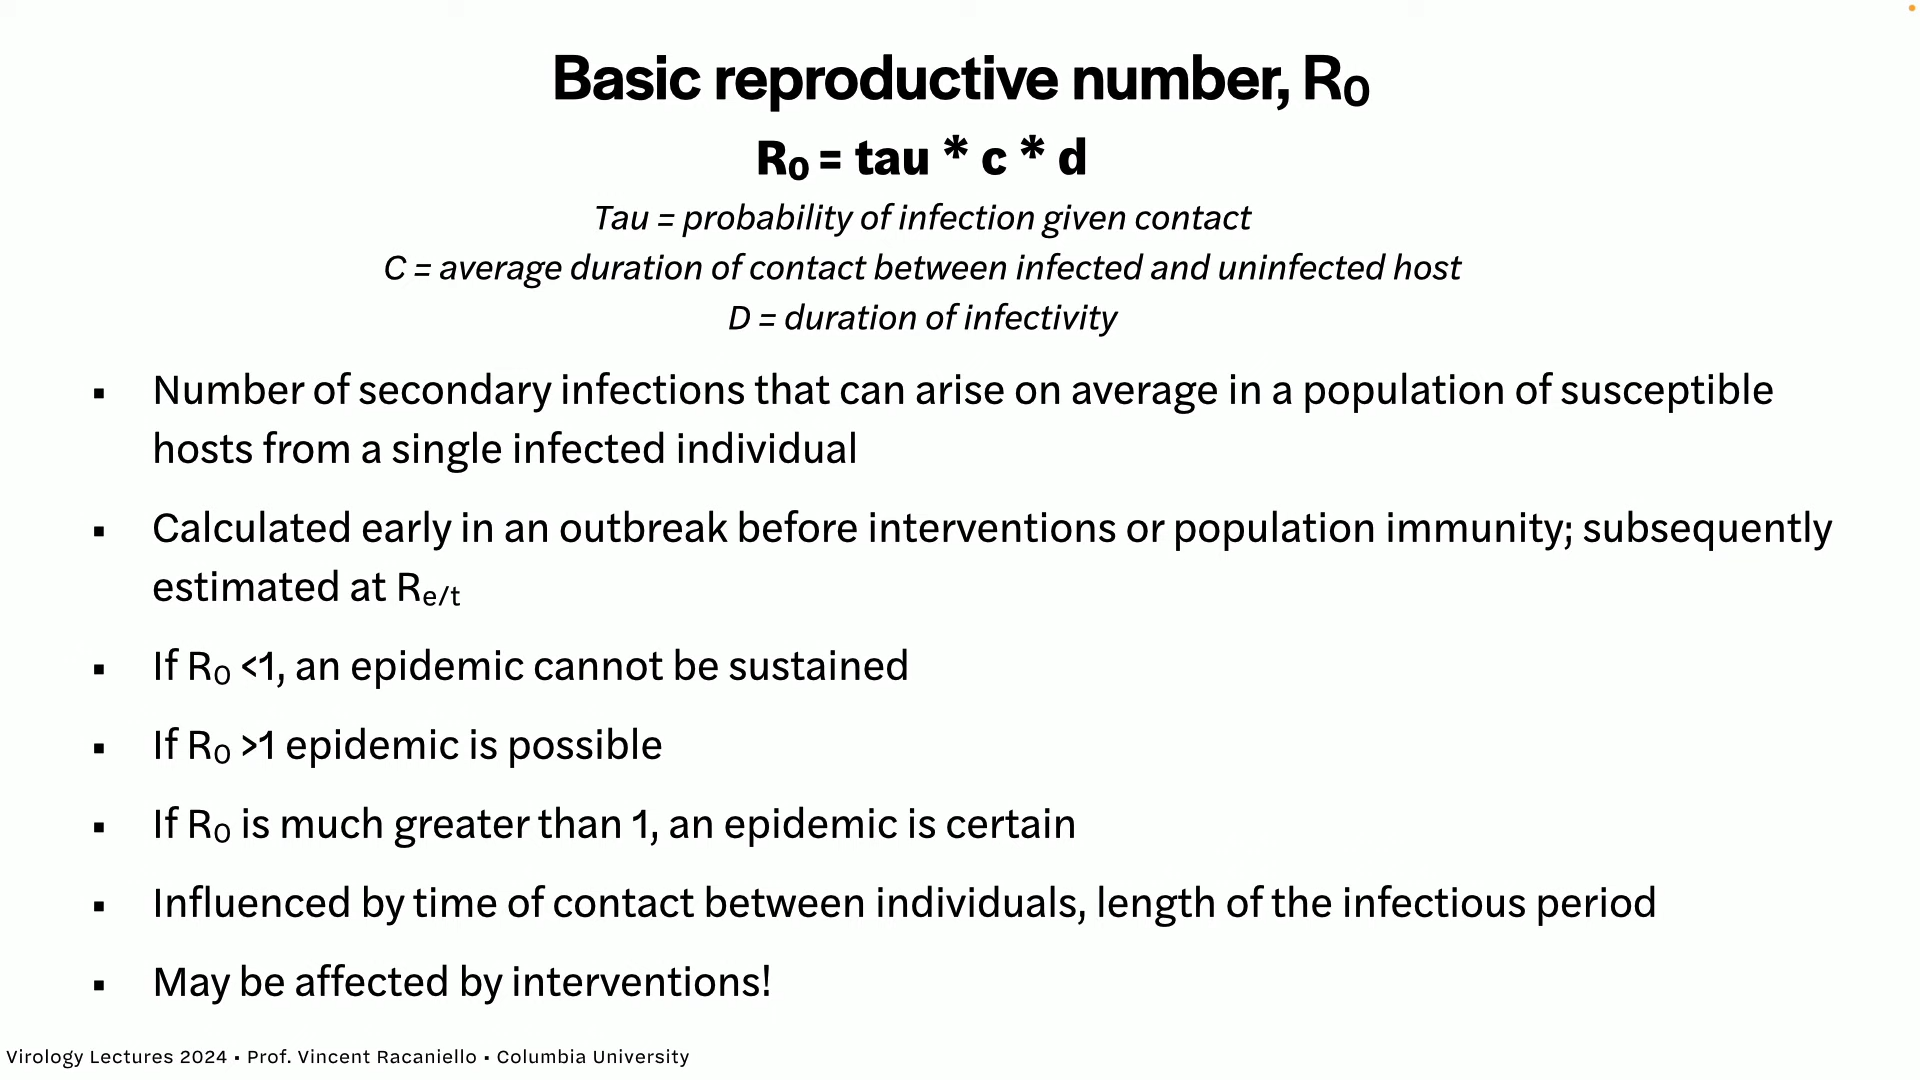 Basic reproductive number, R₀
R₀ = tau * c * d
Tau = probability of infection given contact
C = average duration of contact between infected and uninfected host
D = duration of infectivity
▪ Number of secondary infections that can arise on average in a population of susceptible
hosts from a single infected individual
▪ Calculated early in an outbreak before interventions or population immunity; subsequently
estimated at Re/t
▪ If R₀ <1, an epidemic cannot be sustained
▪ If R₀ >1 epidemic is possible
▪ If R₀ is much greater than 1, an epidemic is certain
▪ Influenced by time of contact between individuals, length of the infectious period
▪ May be affected by interventions!
Virology Lectures 2024 ▪ Prof. Vincent Racaniello ▪ Columbia University